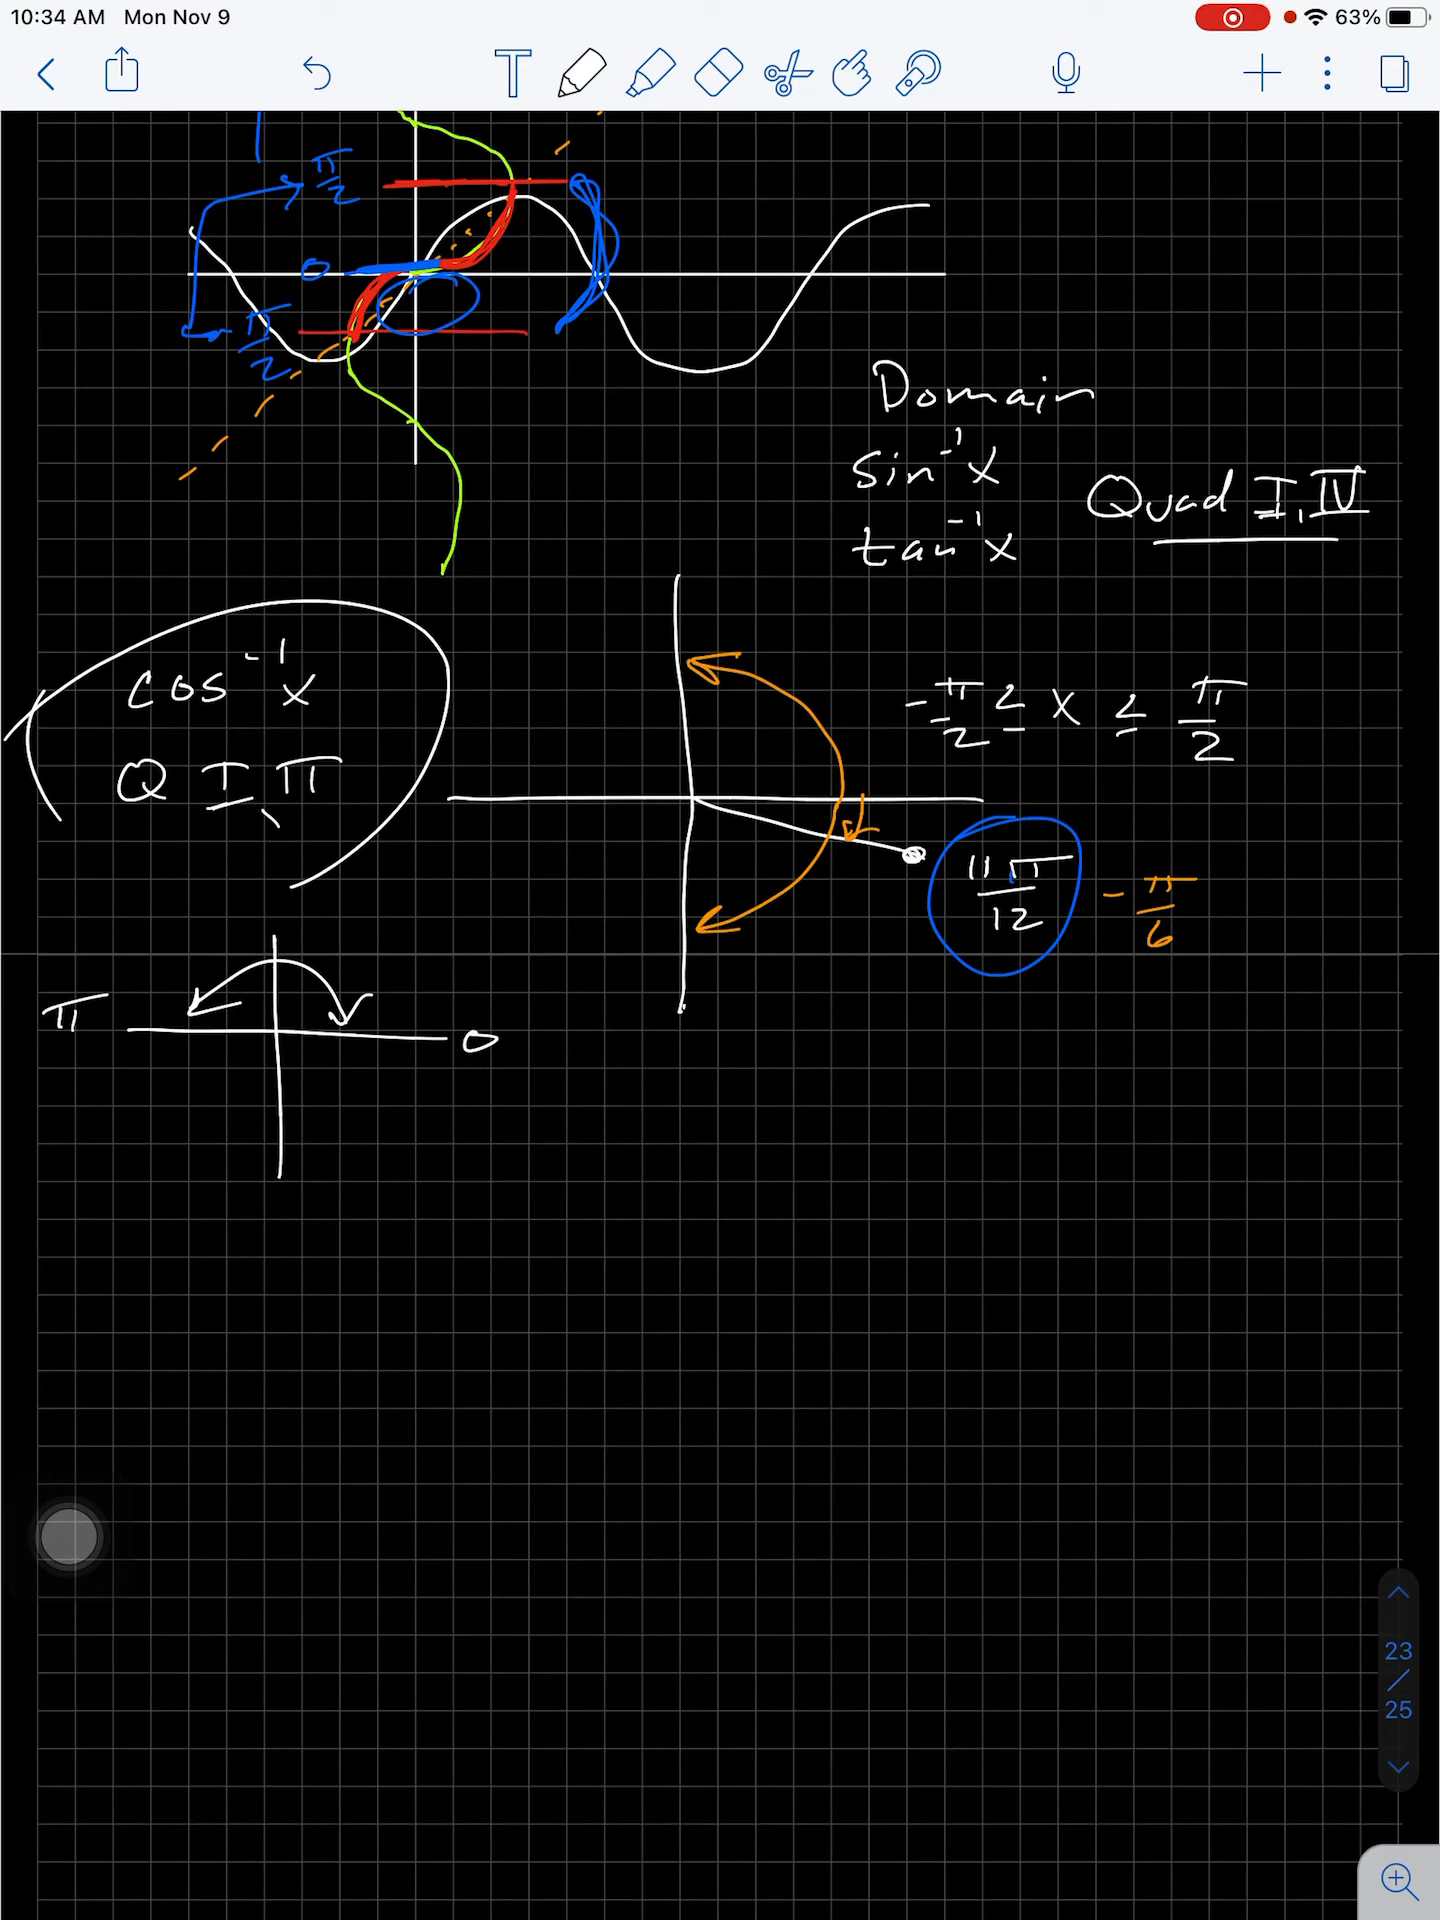 10:34 AM Mon Nov 9
63%
T
π/2
0
π/2
Domain
sin⁻¹x
tan⁻¹x
Quad I, IV
cos⁻¹x
Q I, II
-π/2 ≤ x ≤ π/2
11π/12
-π/6
π
0
23
/
25